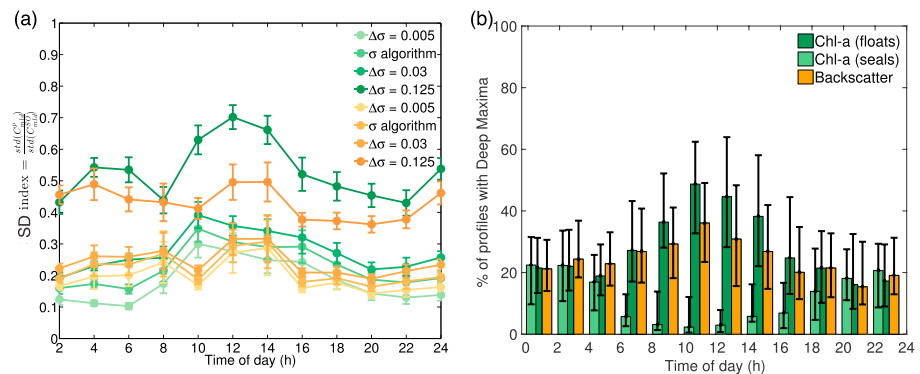 (a)
SD index = std(C^p_mld) / std(C^SU_mld)
1
0.9
0.8
0.7
0.6
0.5
0.4
0.3
0.2
0.1
0
2 4 6 8 10 12 14 16 18 20 22 24
Time of day (h)
Δσ = 0.005
σ algorithm
Δσ = 0.03
Δσ = 0.125
Δσ = 0.005
σ algorithm
Δσ = 0.03
Δσ = 0.125
(b)
% of profiles with Deep Maxima
100
80
60
40
20
0
0 2 4 6 8 10 12 14 16 18 20 22 24
Time of day (h)
Chl-a (floats)
Chl-a (seals)
Backscatter